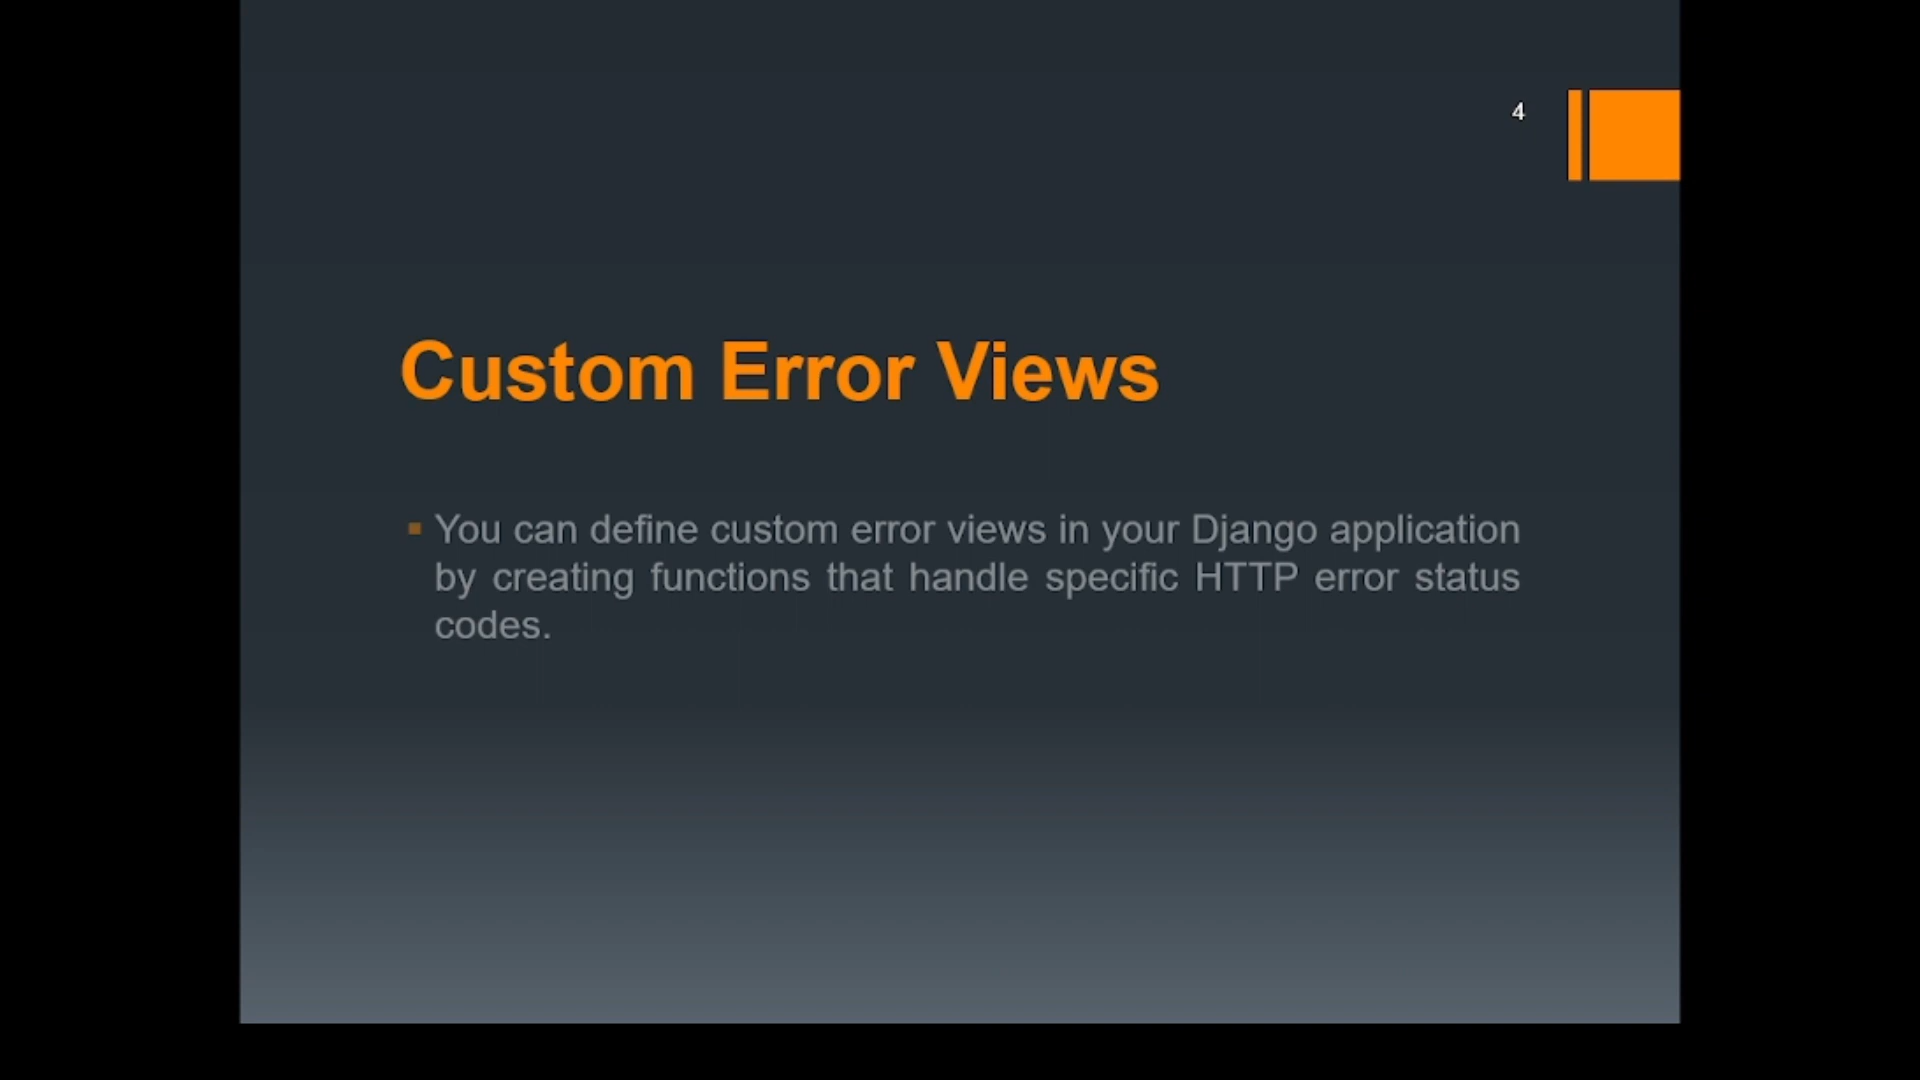 4
Custom Error Views
You can define custom error views in your Django application
by creating functions that handle specific HTTP error status
codes.